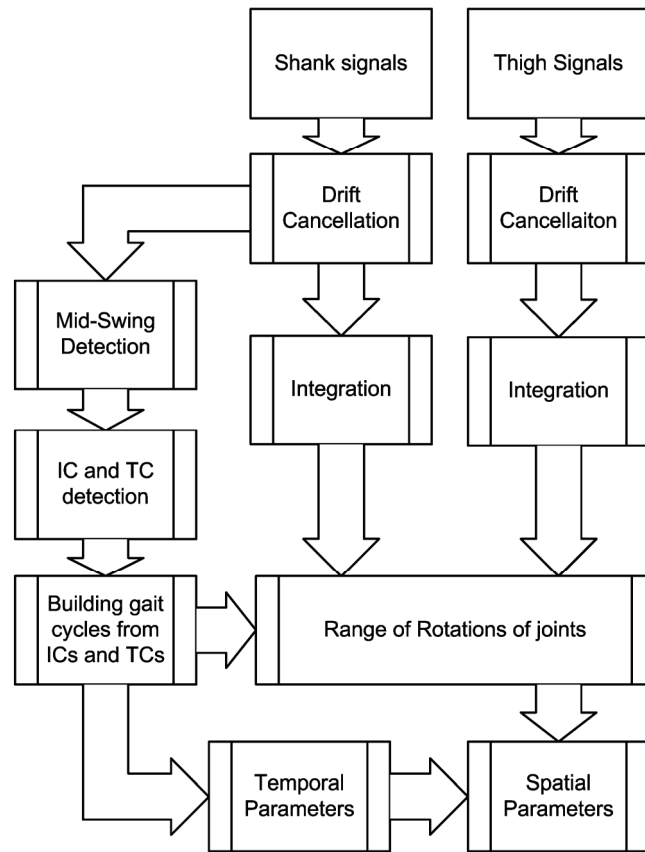 Shank signals
Thigh Signals
Drift
Cancellation
Drift
Cancellaiton
Mid-Swing
Detection
Integration
Integration
IC and TC
detection
Building gait
cycles from
ICs and TCs
Range of Rotations of joints
Temporal
Parameters
Spatial
Parameters